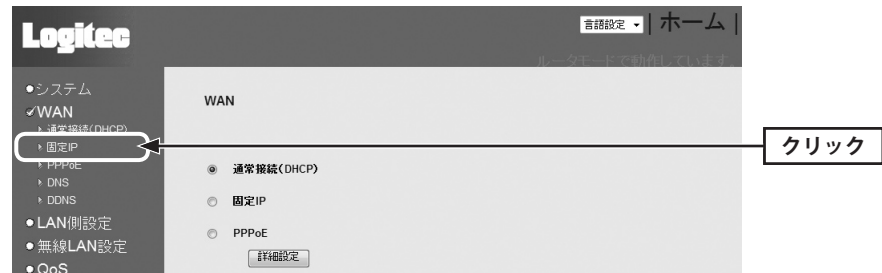 Logitec
言語設定 | ホーム |
ルータモードで動作しています。
システム
WAN
通常接続(DHCP)
固定IP
PPPoE
DNS
DDNS
LAN側設定
無線LAN設定
QoS
WAN
通常接続(DHCP)
固定IP
PPPoE
詳細設定
クリック